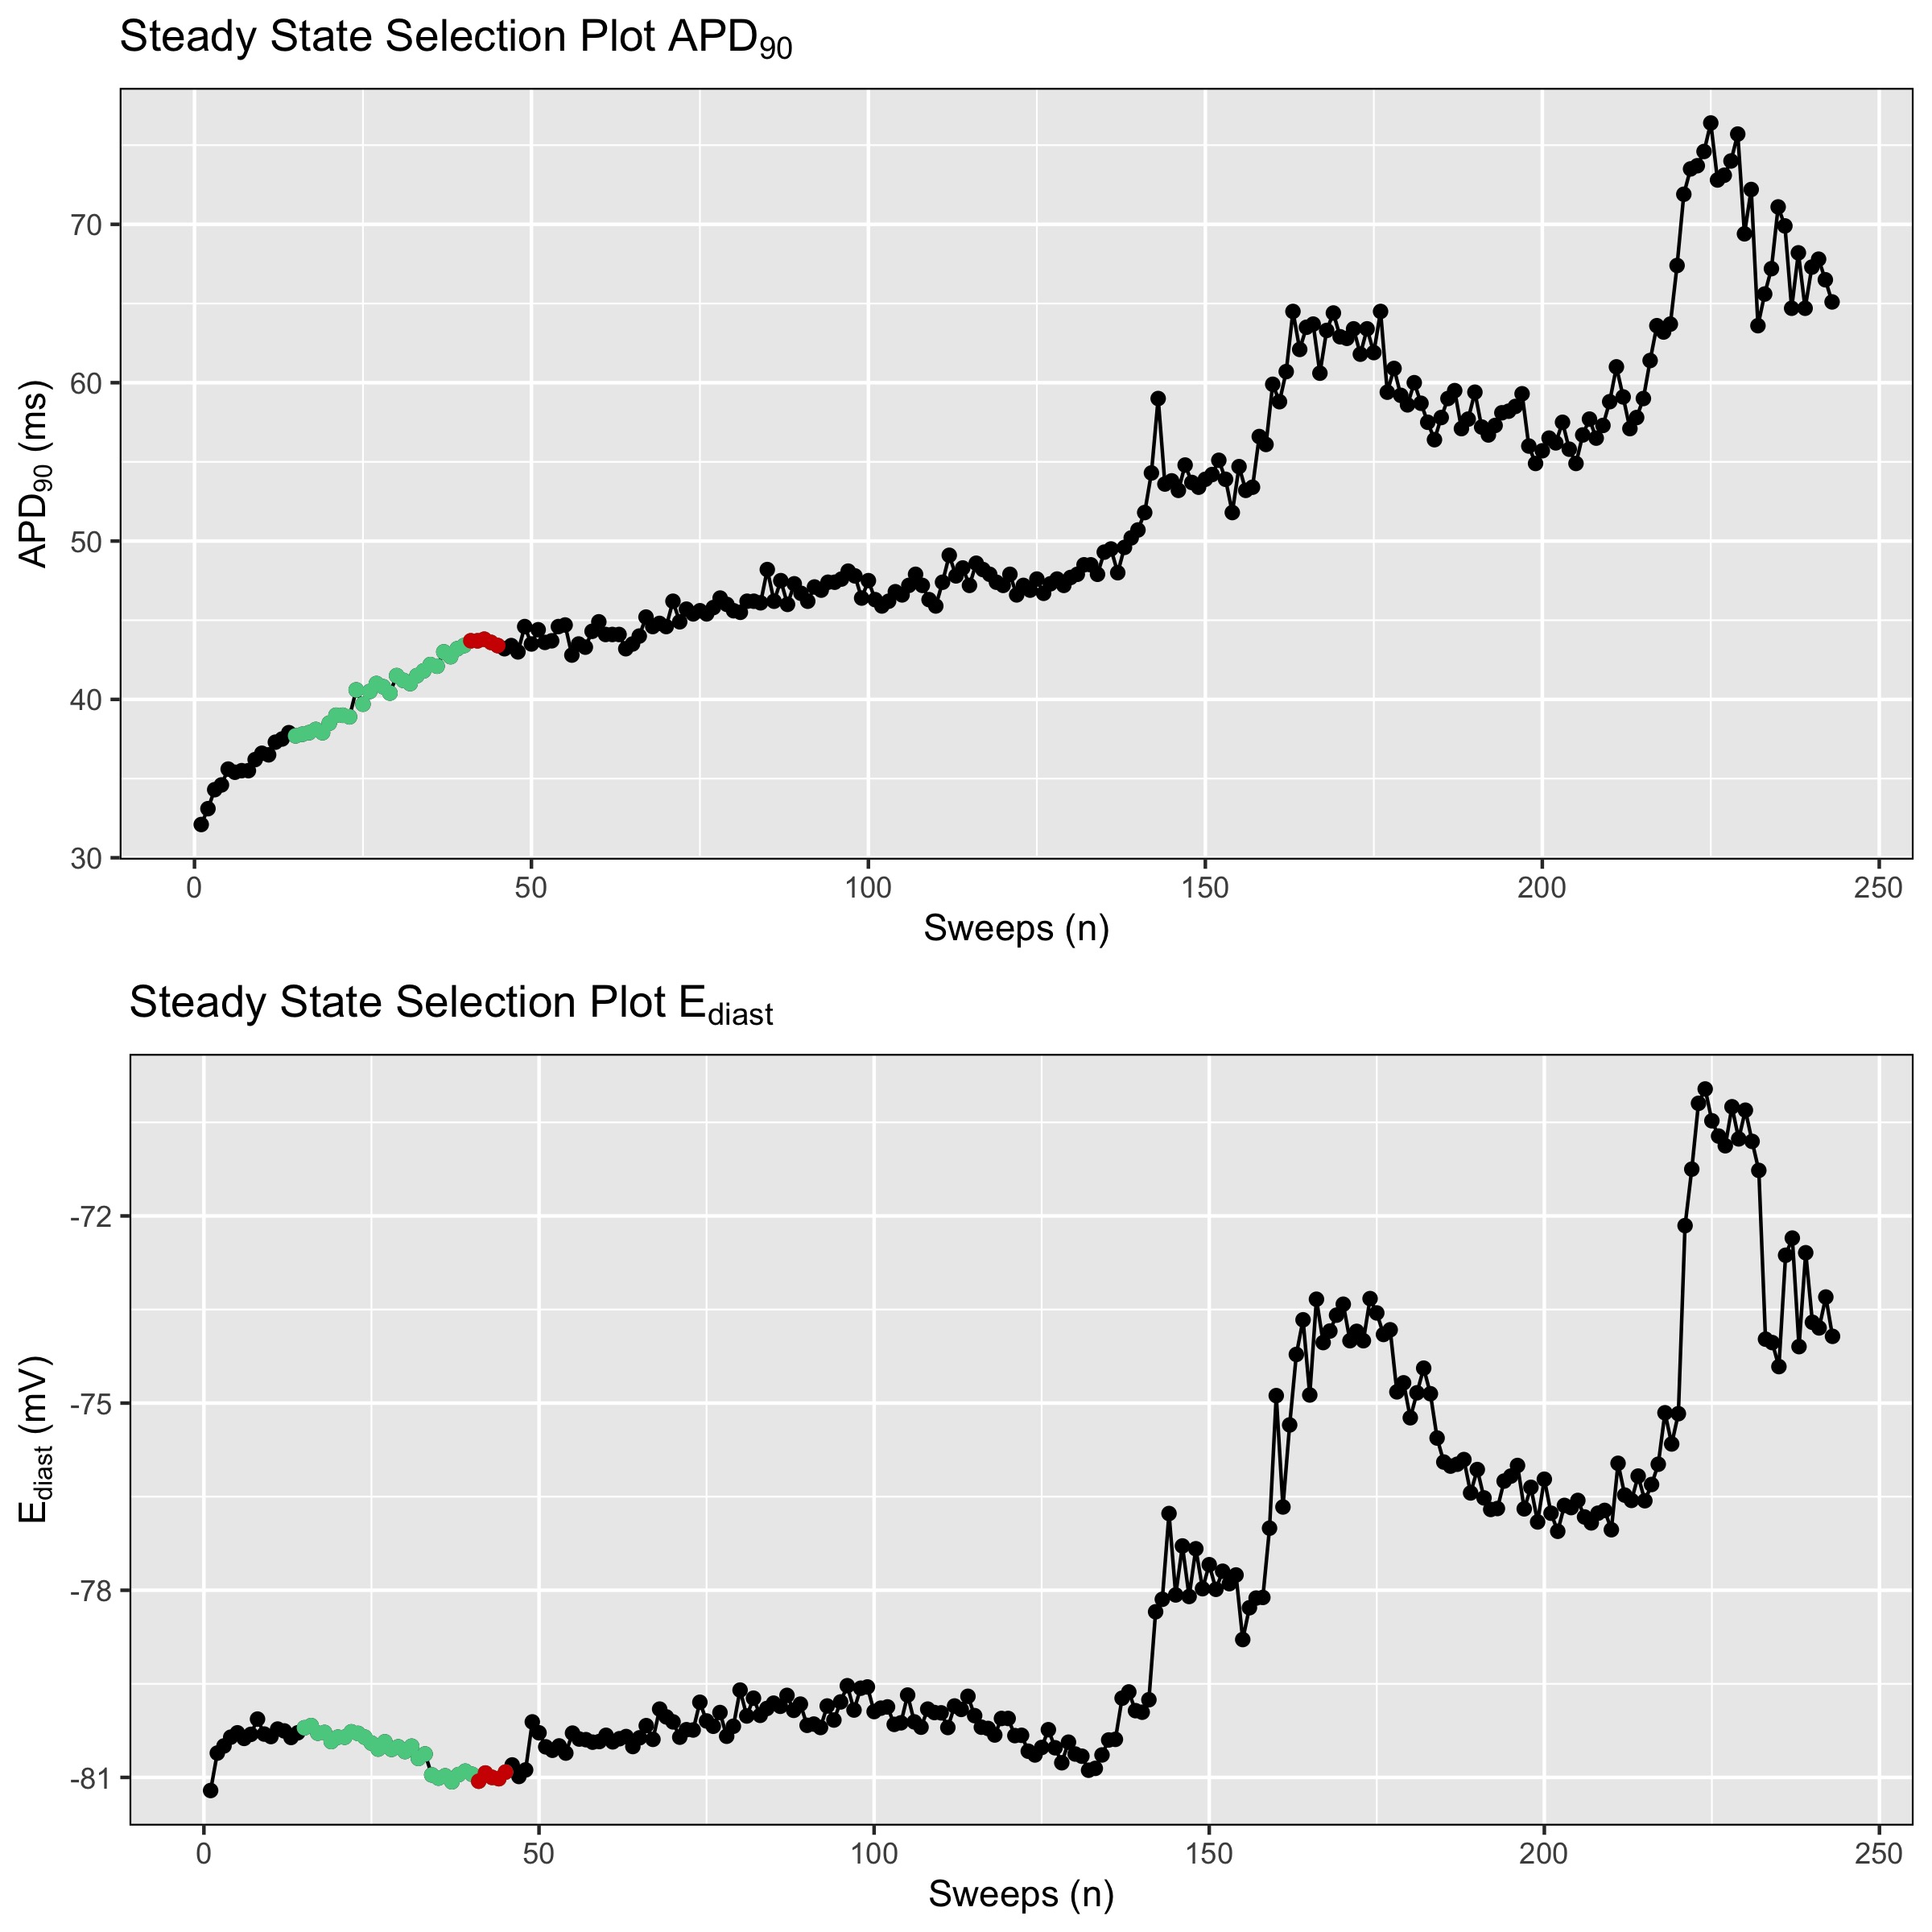 Steady State Selection Plot APD90
70
60
50
40
30
APD90 (ms)
0 50 100 150 200 250
Sweeps (n)
Steady State Selection Plot Ediast
-72
-75
-78
-81
Ediast (mV)
0 50 100 150 200 250
Sweeps (n)